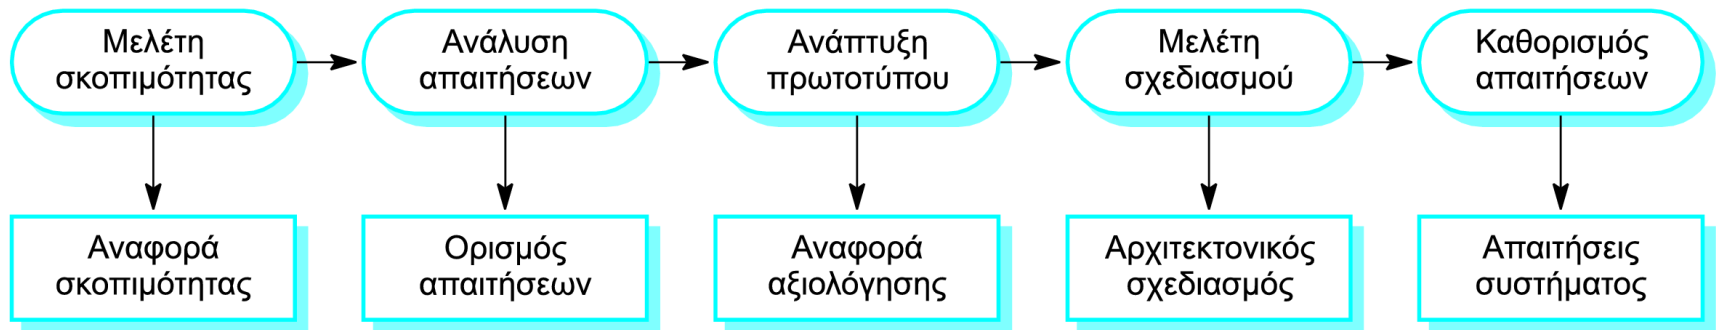 Μελέτη
σκοπιμότητας
Ανάλυση
απαιτήσεων
Ανάπτυξη
πρωτοτύπου
Μελέτη
σχεδιασμού
Καθορισμός
απαιτήσεων
Αναφορά
σκοπιμότητας
Ορισμός
απαιτήσεων
Αναφορά
αξιολόγησης
Αρχιτεκτονικός
σχεδιασμός
Απαιτήσεις
συστήματος